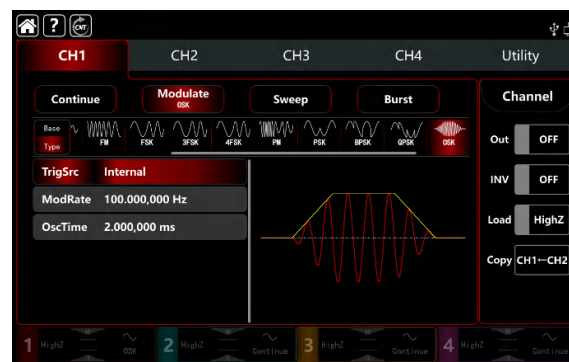 ? CNT
CH1 CH2 CH3 CH4 Utility
Continue Modulate OSK Sweep Burst Channel
Base Type FM FSK 3FSK 4FSK PM PSK BPSK QPSK OSK
Out OFF
TrigSrc Internal
INV OFF
ModRate 100.000,000 Hz
Load HighZ
OscTime 2.000,000 ms
Copy CH1←CH2
1 HighZ OSK 2 HighZ Continue 3 HighZ Continue 4 HighZ Continue